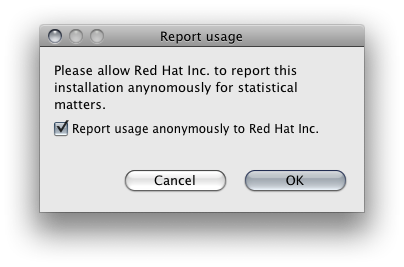 Report usage
Please allow Red Hat Inc. to report this
installation anynomously for statistical
matters.
Report usage anonymously to Red Hat Inc.
Cancel
OK